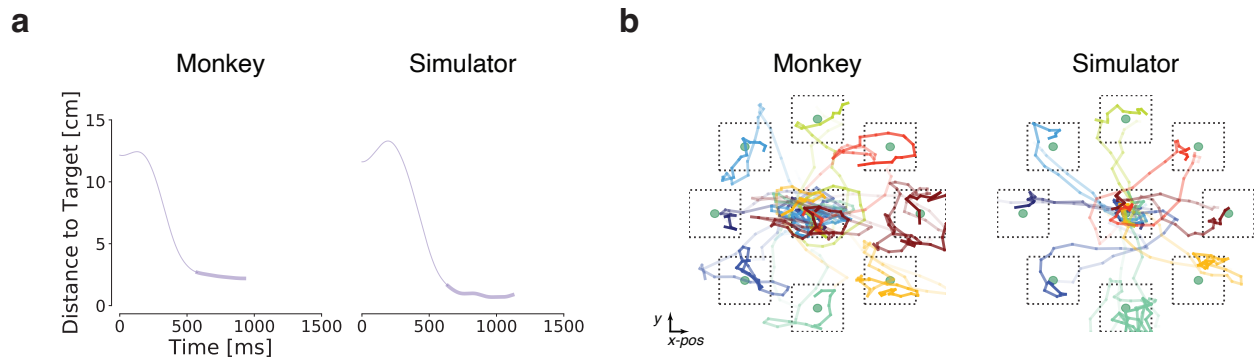 a
Monkey
Simulator
Distance to Target [cm]
15
10
5
0
0 500 1000 1500
0 500 1000 1500
Time [ms]
b
Monkey
Simulator
y
x-pos